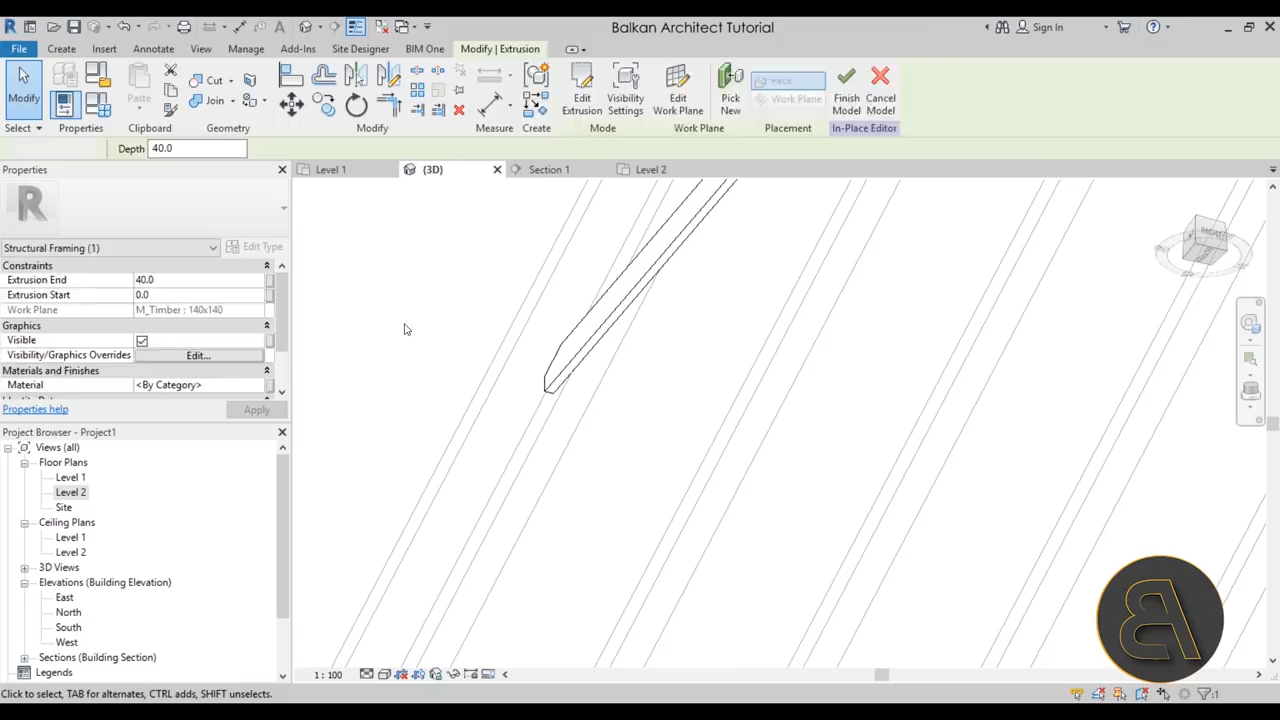 Balkan Architect Tutorial
Sign In
File
Create
Insert
Annotate
View
Manage
Add-Ins
Site Designer
BIM One
Modify | Extrusion
Modify
Paste
Cut
Join
Edit Extrusion
Visibility Settings
Edit Work Plane
Pick New
Work Plane
Finish Model
Cancel Model
Select
Properties
Clipboard
Geometry
Modify
Measure
Create
Mode
Work Plane
Placement
In-Place Editor
Depth 40.0
Properties
Level 1
{3D}
Section 1
Level 2
Structural Framing (1)
Edit Type
Constraints
Extrusion End 40.0
Extrusion Start 0.0
Work Plane M_Timber : 140x140
Graphics
Visible
Visibility/Graphics Overrides Edit...
Materials and Finishes
Material <By Category>
Properties help
Apply
Project Browser - Project1
Views (all)
Floor Plans
Level 1
Level 2
Site
Ceiling Plans
Level 1
Level 2
3D Views
Elevations (Building Elevation)
East
North
South
West
Sections (Building Section)
Legends
1 : 100
Click to select, TAB for alternates, CTRL adds, SHIFT unselects.
:1